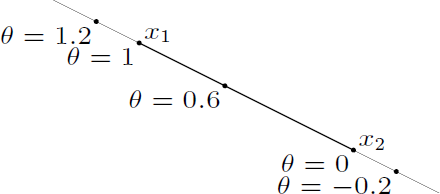 x₁
θ = 1.2
θ = 1
θ = 0.6
x₂
θ = 0
θ = −0.2